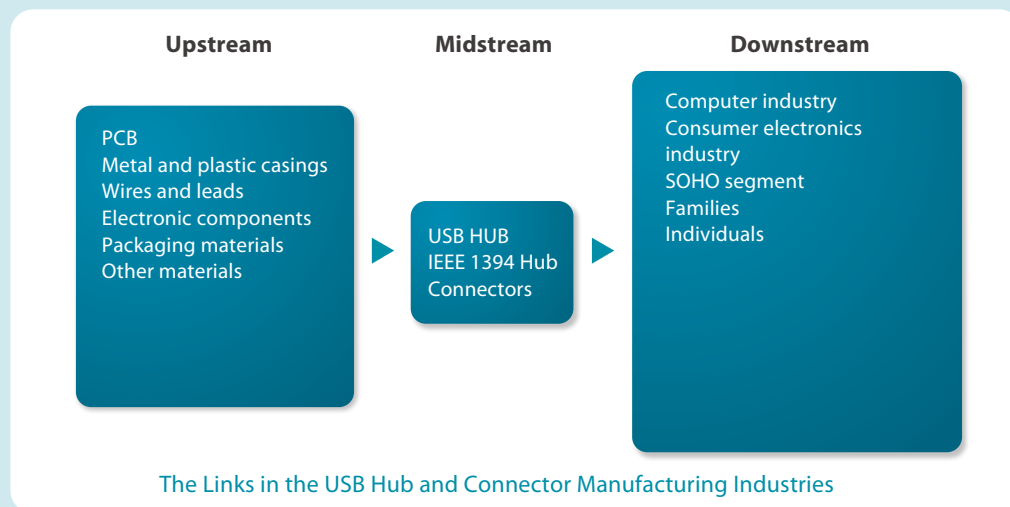 Upstream
Midstream
Downstream
PCB
Metal and plastic casings
Wires and leads
Electronic components
Packaging materials
Other materials
USB HUB
IEEE 1394 Hub
Connectors
Computer industry
Consumer electronics
industry
SOHO segment
Families
Individuals
The Links in the USB Hub and Connector Manufacturing Industries